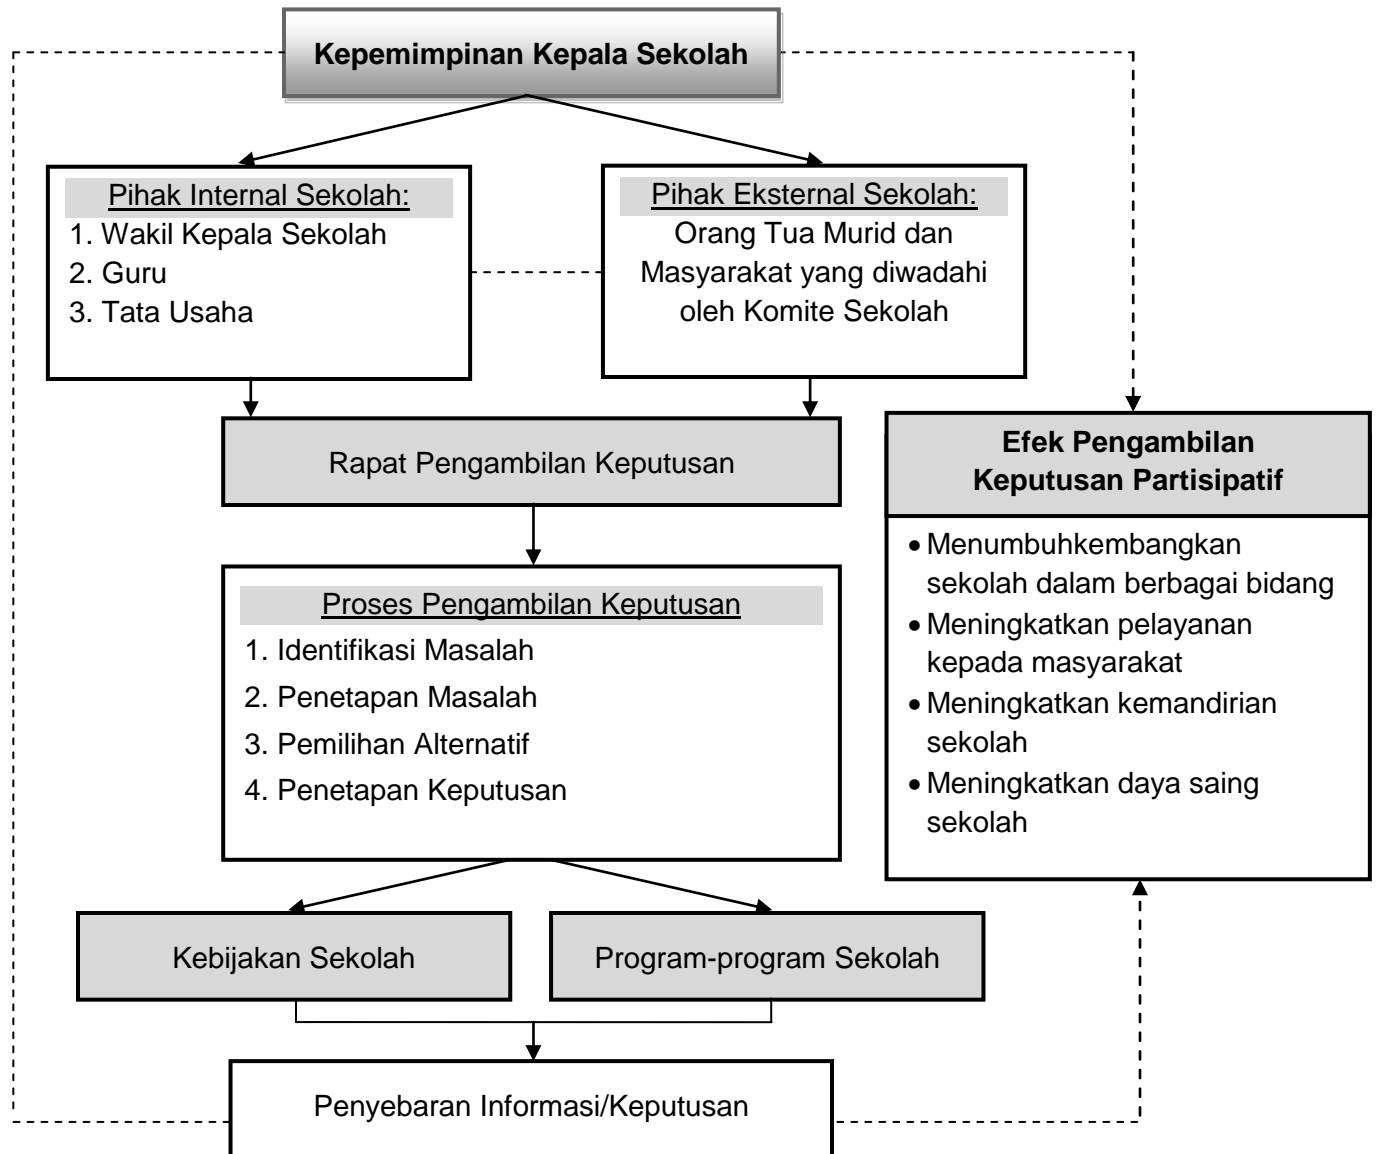 Kepemimpinan Kepala Sekolah
Pihak Internal Sekolah:
1. Wakil Kepala Sekolah
2. Guru
3. Tata Usaha
Pihak Eksternal Sekolah:
Orang Tua Murid dan
Masyarakat yang diwadahi
oleh Komite Sekolah
Rapat Pengambilan Keputusan
Proses Pengambilan Keputusan
1. Identifikasi Masalah
2. Penetapan Masalah
3. Pemilihan Alternatif
4. Penetapan Keputusan
Efek Pengambilan
Keputusan Partisipatif
• Menumbuhkembangkan
sekolah dalam berbagai bidang
• Meningkatkan pelayanan
kepada masyarakat
• Meningkatkan kemandirian
sekolah
• Meningkatkan daya saing
sekolah
Kebijakan Sekolah
Program-program Sekolah
Penyebaran Informasi/Keputusan